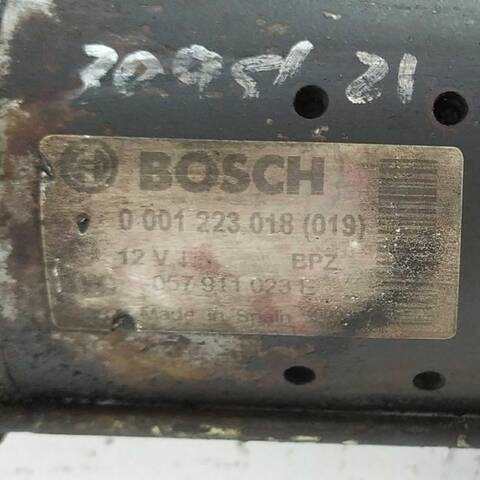 BOSCH
0 001 223 018 (019)
12 V
BPZ
057 911 023
Made in Spain